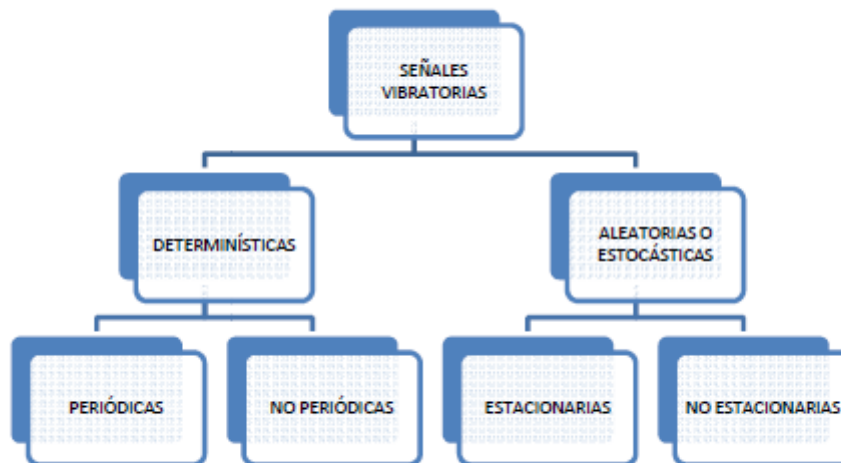 SEÑALES
VIBRATORIAS
DETERMINÍSTICAS
ALEATORIAS O
ESTOCÁSTICAS
PERIÓDICAS
NO PERIÓDICAS
ESTACIONARIAS
NO ESTACIONARIAS